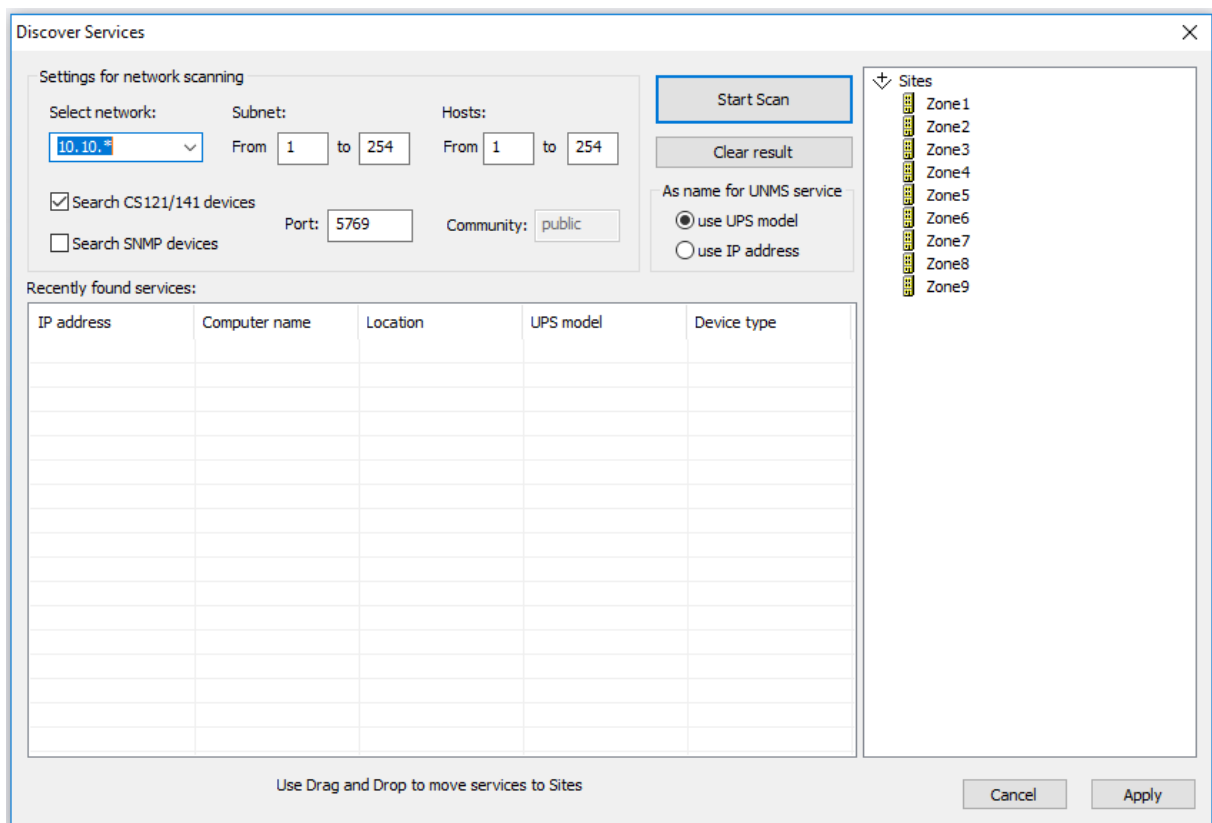 Discover Services
Settings for network scanning
Select network:
Subnet:
Hosts:
10.10.*
From 1 to 254
From 1 to 254
Search CS121/141 devices
Search SNMP devices
Port: 5769
Community: public
Start Scan
Clear result
As name for UNMS service
use UPS model
use IP address
Recently found services:
IP address Computer name Location UPS model Device type
Sites
Zone1
Zone2
Zone3
Zone4
Zone5
Zone6
Zone7
Zone8
Zone9
Use Drag and Drop to move services to Sites
Cancel
Apply